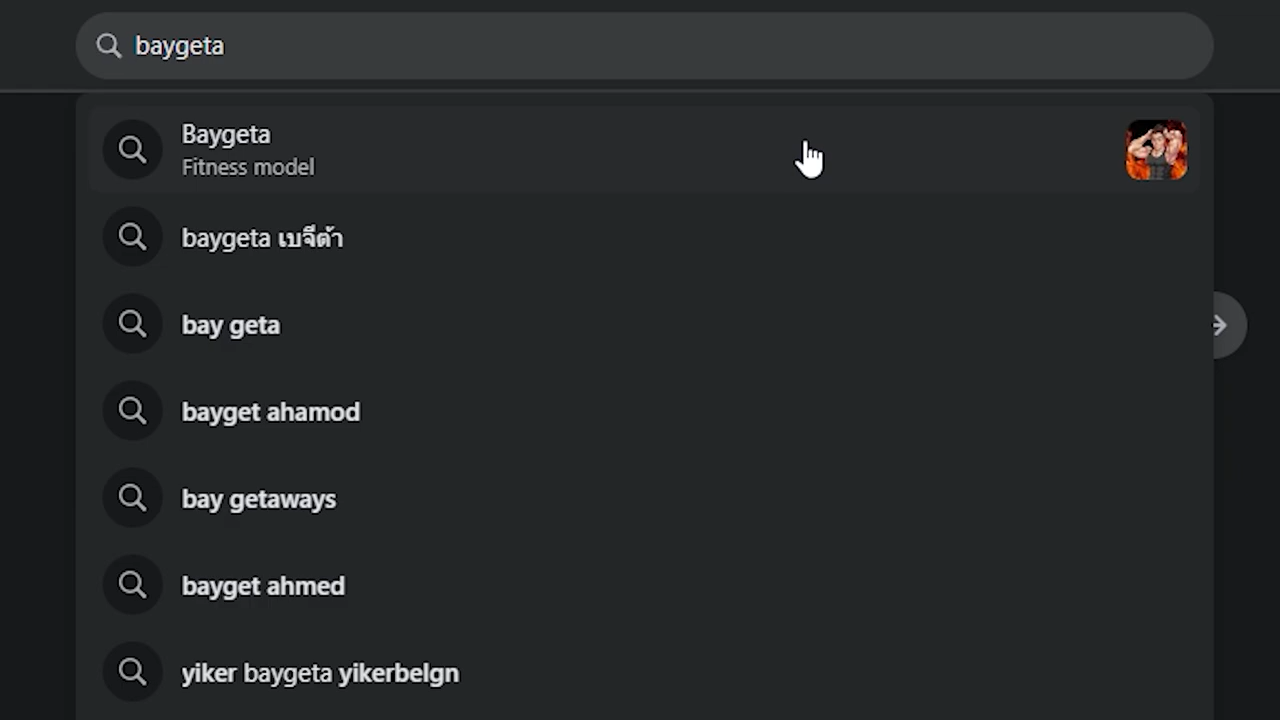 baygeta
Baygeta
Fitness model
baygeta เบจีต้า
bay geta
bayget ahamod
bay getaways
bayget ahmed
yiker baygeta yikerbelgn